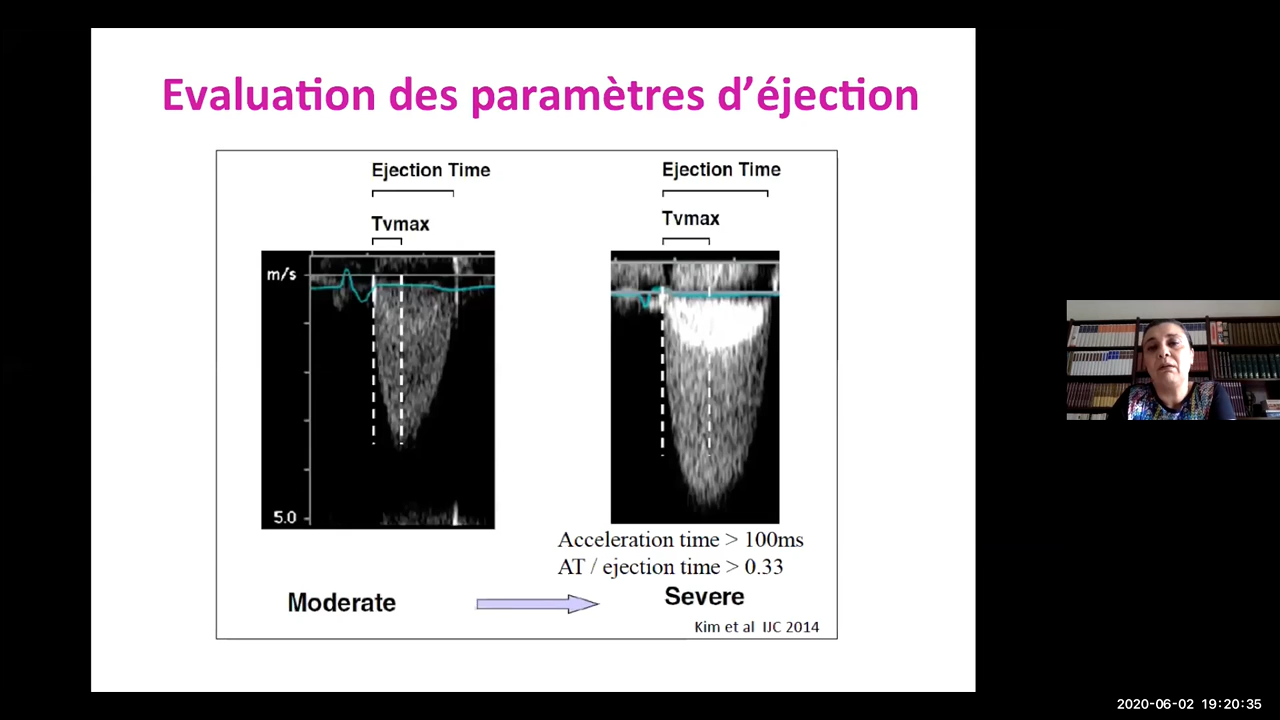 Evaluation des paramètres d’éjection
Ejection Time
Tvmax
m/s
5.0
Moderate
Ejection Time
Tvmax
Acceleration time > 100ms
AT / ejection time > 0.33
Severe
Kim et al IJC 2014
2020-06-02 19:20:35